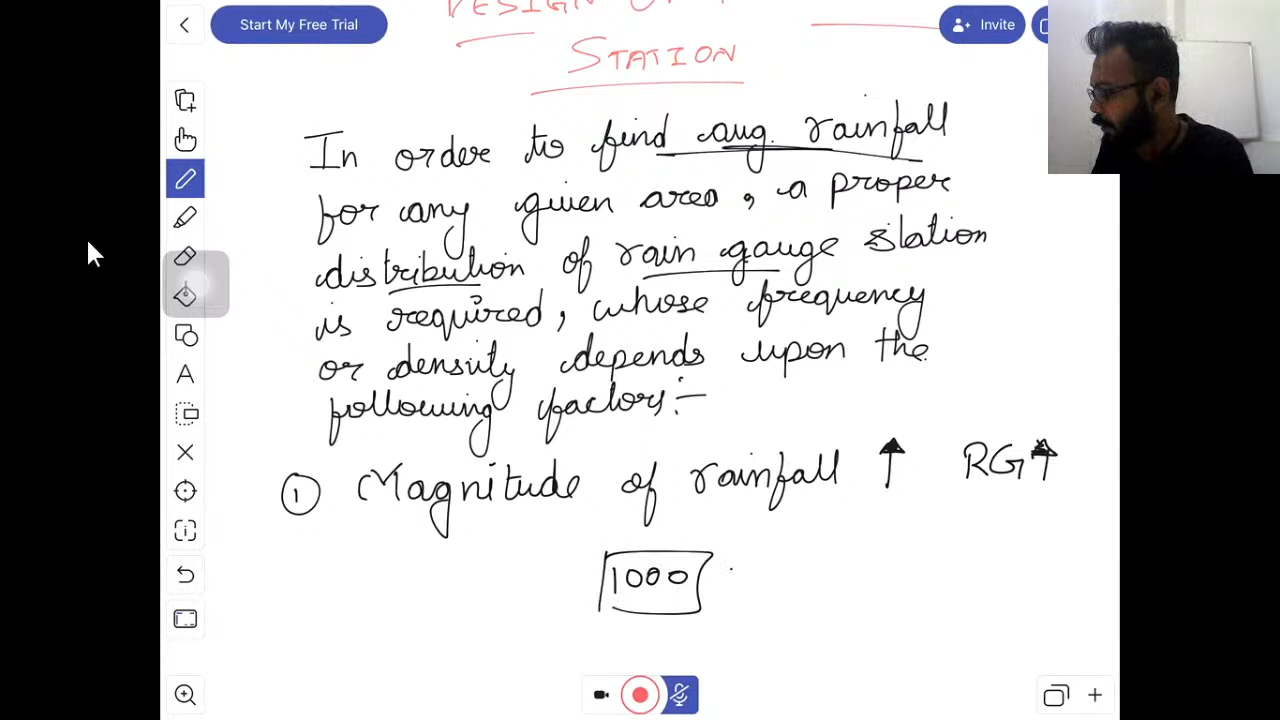 Start My Free Trial
Invite
DESIGN OF
STATION
In order to find avg. rainfall
for any given area, a proper
distribution of rain gauge station
is required, whose frequency
or density depends upon the
following factors:-
① Magnitude of rainfall ↑ RG↑
1000